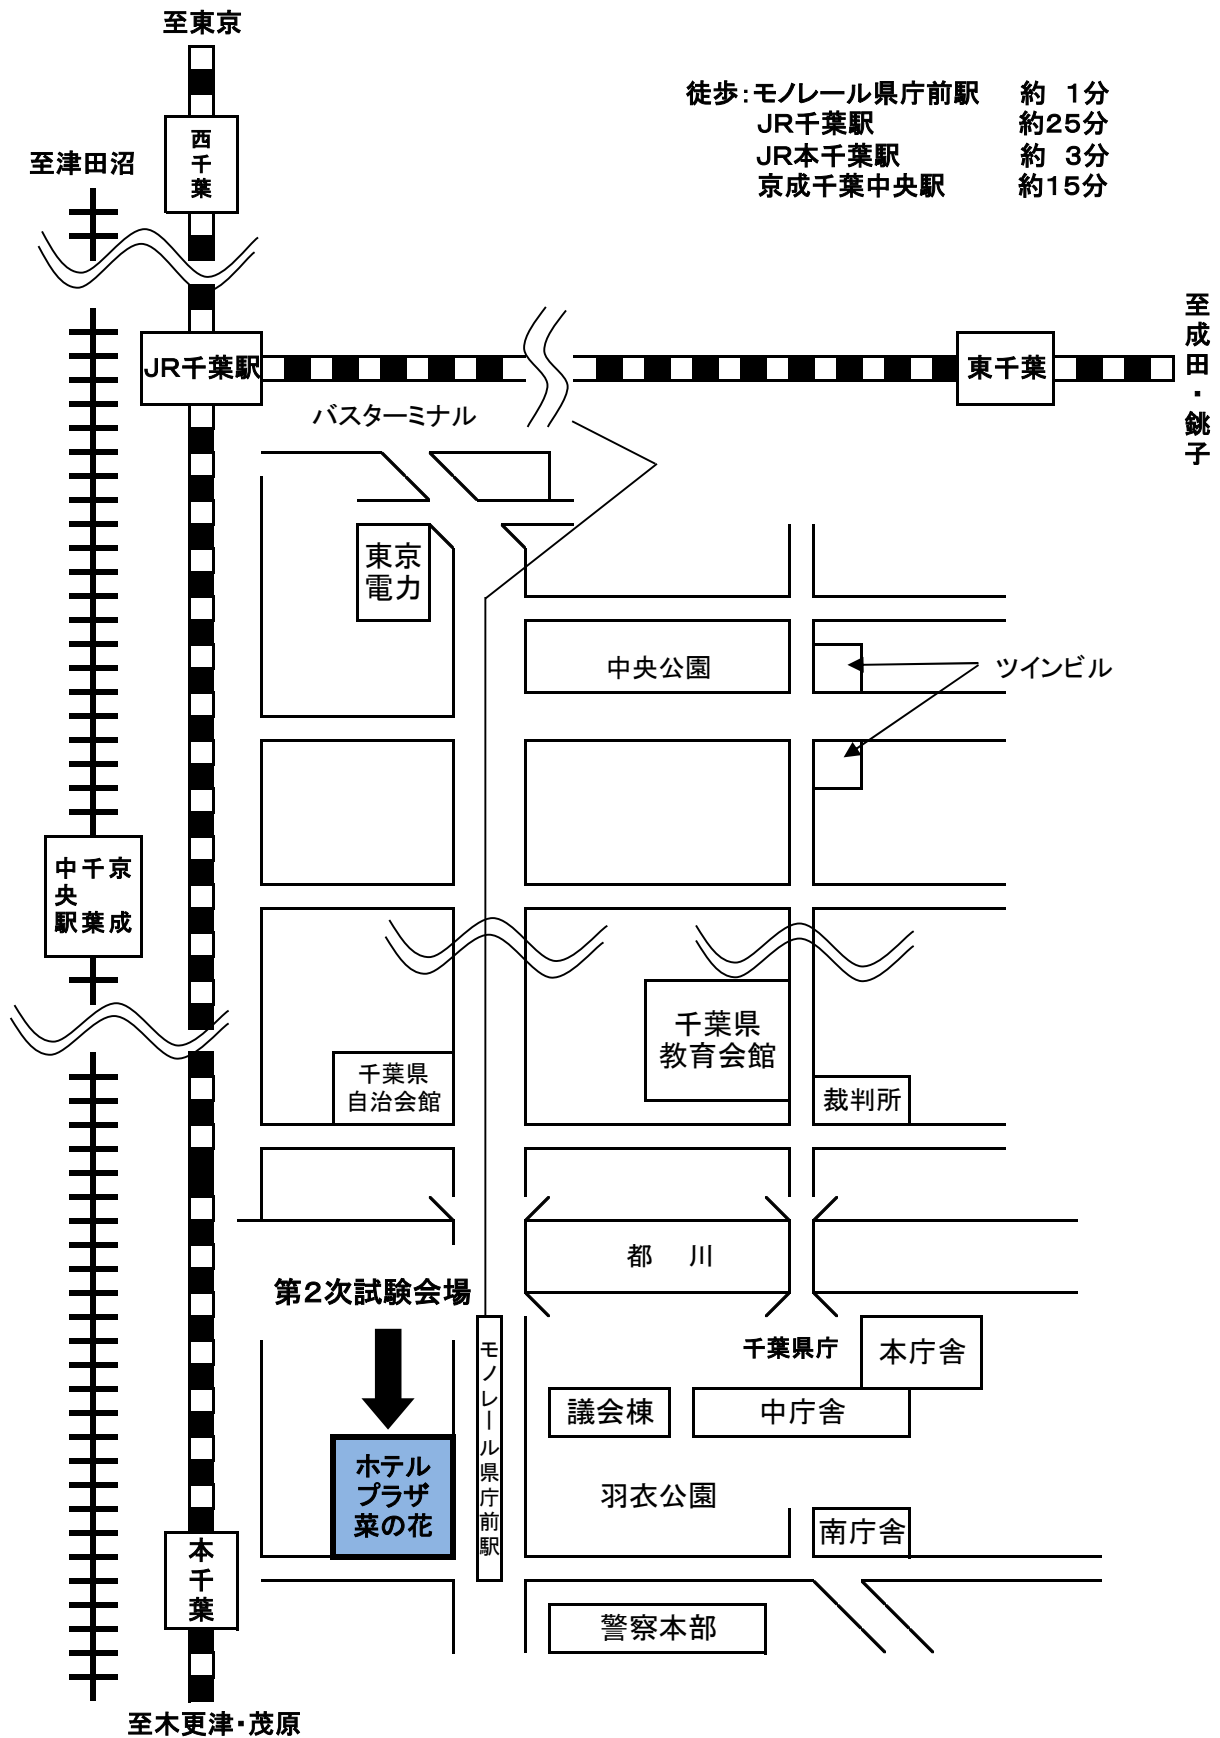 至東京
徒歩：モノレール県庁前駅　約　1分
JR千葉駅　約25分
JR本千葉駅　約　3分
京成千葉中央駅　約15分
西千葉
至津田沼
至成田・銚子
JR千葉駅
東千葉
バスターミナル
東京
電力
中央公園
ツインビル
京成
千葉
中央駅
千葉県
教育会館
千葉県
自治会館
裁判所
都　川
第2次試験会場
モノレール県庁前駅
千葉県庁
本庁舎
議会棟
中庁舎
ホテル
プラザ
菜の花
羽衣公園
南庁舎
本千葉
警察本部
至木更津・茂原